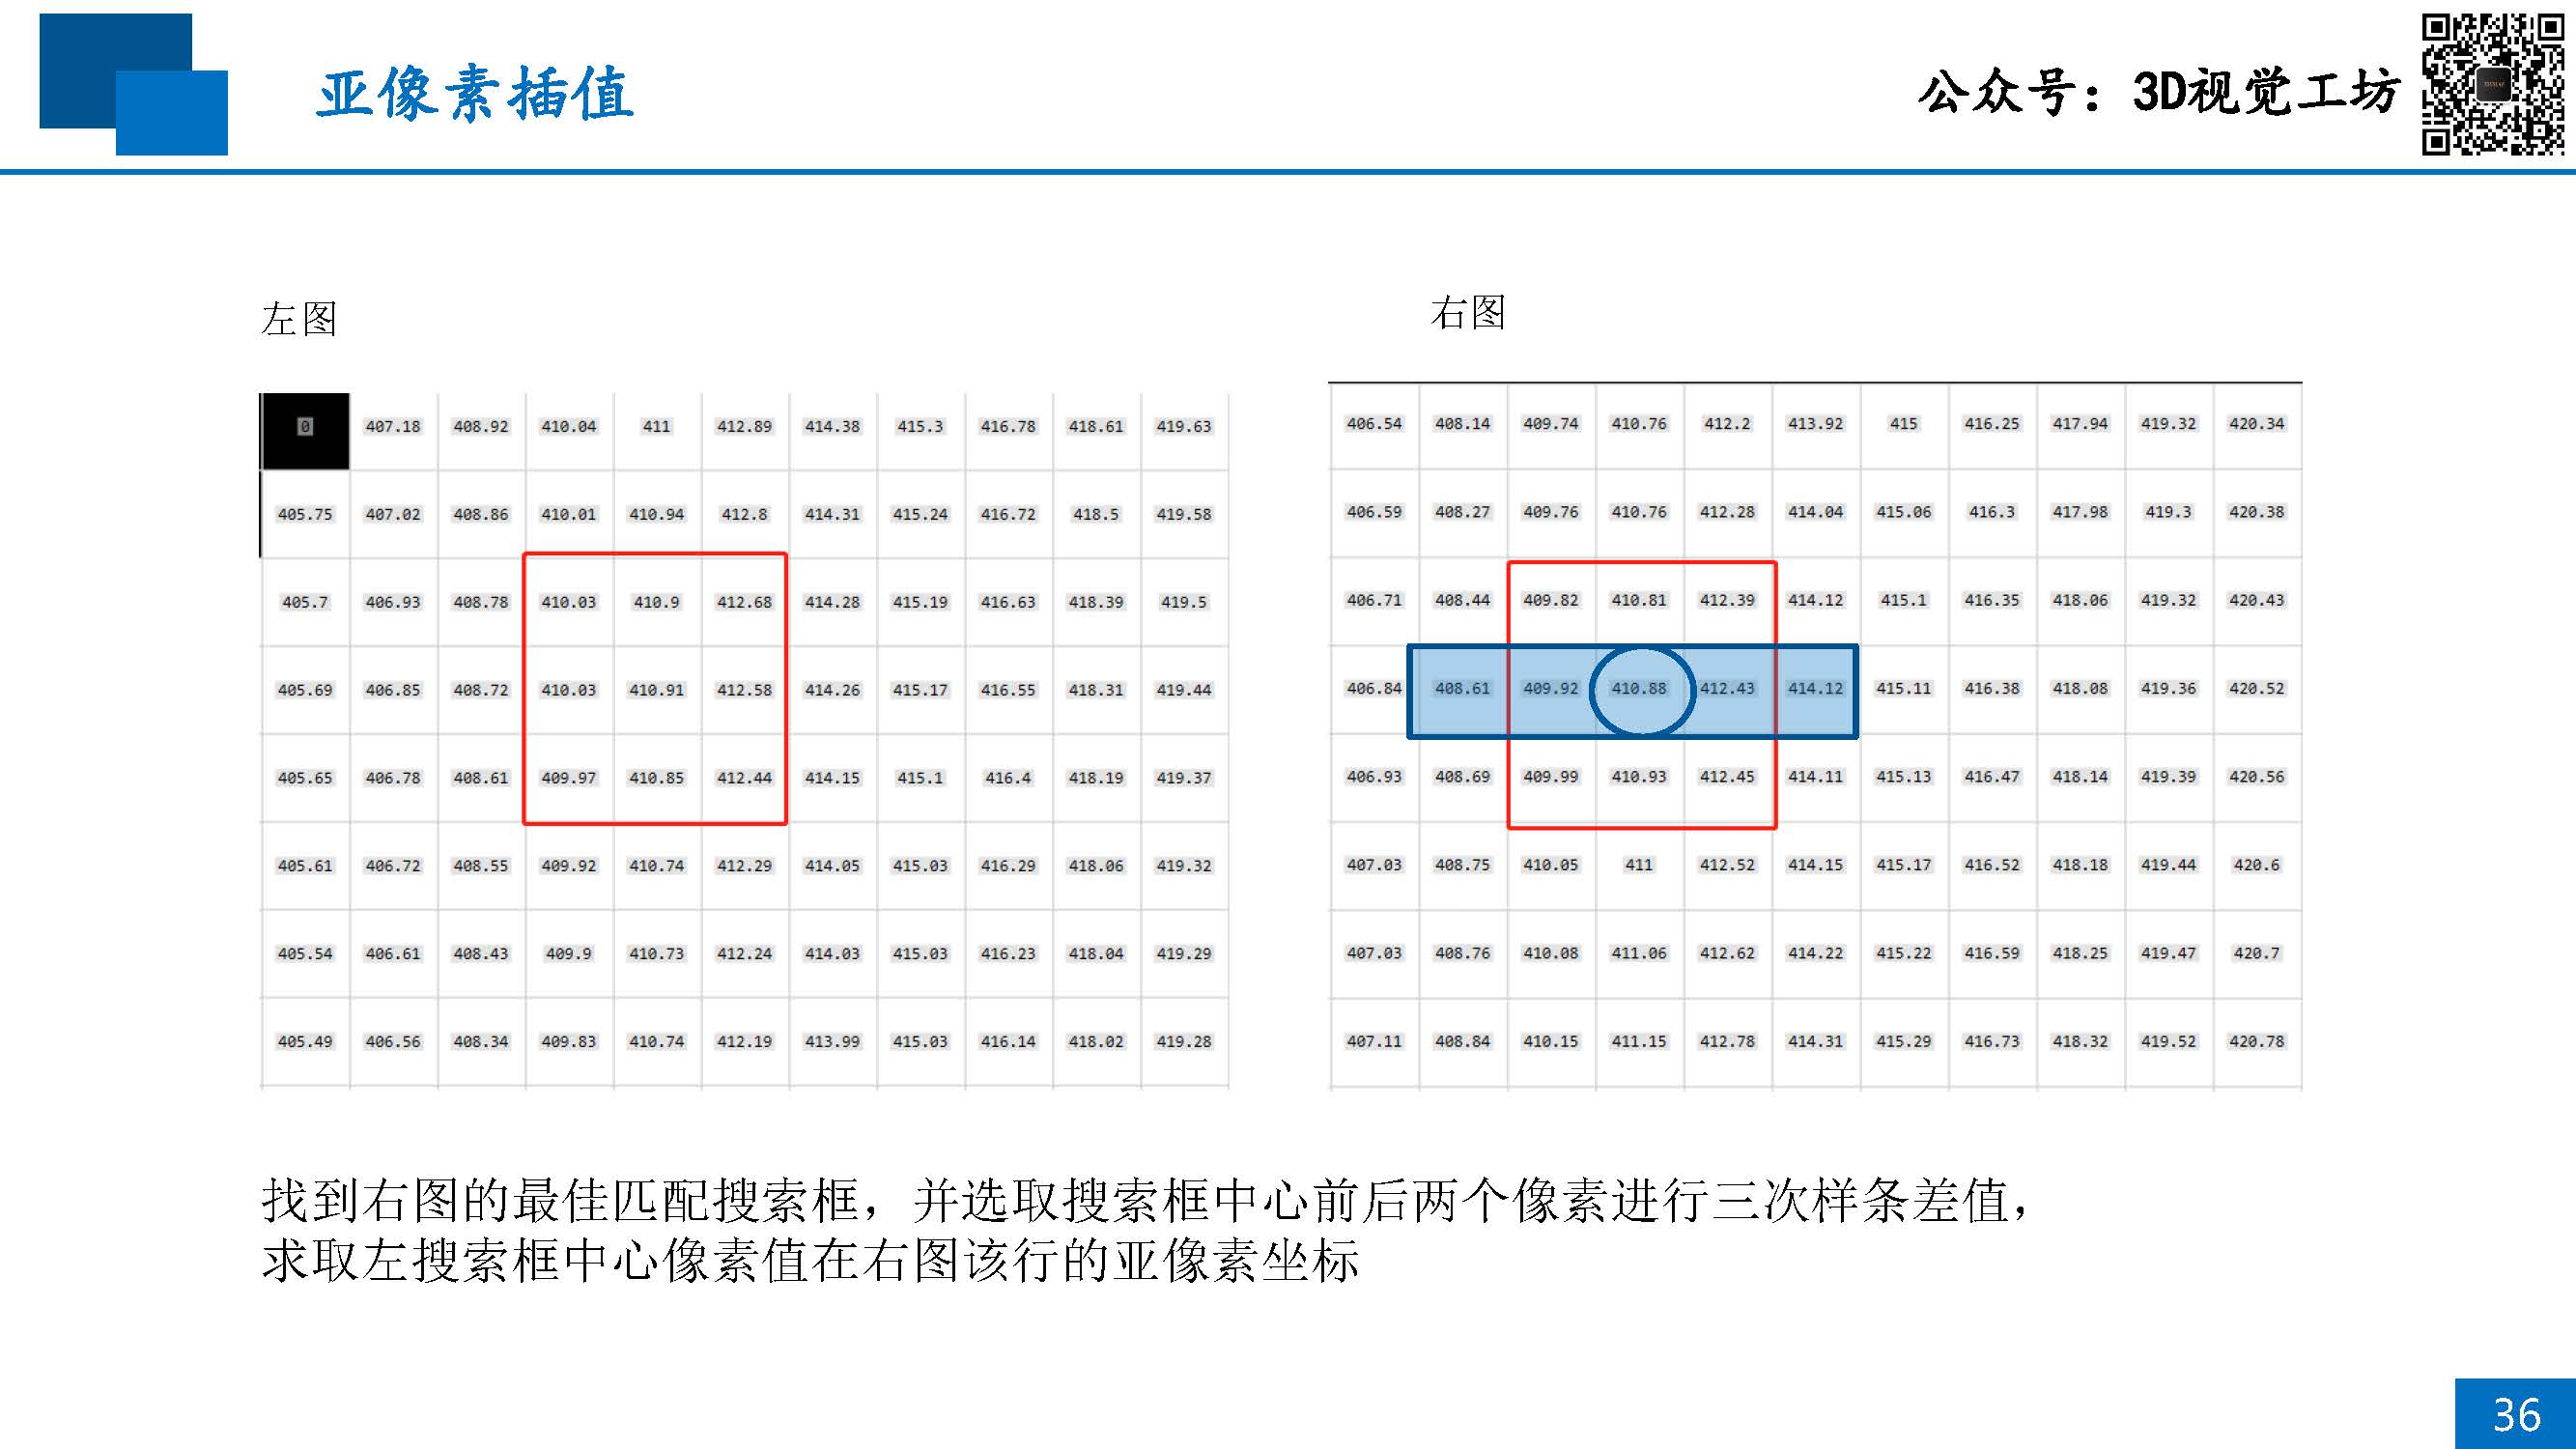 亚像素插值
公众号：3D视觉工坊
左图
右图
0 407.18 408.92 410.04 411 412.89 414.38 415.3 416.78 418.61 419.63
405.75 407.02 408.86 410.01 410.94 412.8 414.31 415.24 416.72 418.5 419.58
405.7 406.93 408.78 410.03 410.9 412.68 414.28 415.19 416.63 418.39 419.5
405.69 406.85 408.72 410.03 410.91 412.58 414.26 415.17 416.55 418.31 419.44
405.65 406.78 408.61 409.97 410.85 412.44 414.15 415.1 416.4 418.19 419.37
405.61 406.72 408.55 409.92 410.74 412.29 414.05 415.03 416.29 418.06 419.32
405.54 406.61 408.43 409.9 410.73 412.24 414.03 415.03 416.23 418.04 419.29
405.49 406.56 408.34 409.83 410.74 412.19 413.99 415.03 416.14 418.02 419.28
406.54 408.14 409.74 410.76 412.2 413.92 415 416.25 417.94 419.32 420.34
406.59 408.27 409.76 410.76 412.28 414.04 415.06 416.3 417.98 419.3 420.38
406.71 408.44 409.82 410.81 412.39 414.12 415.1 416.35 418.06 419.32 420.43
406.84 408.61 409.92 410.88 412.43 414.12 415.11 416.38 418.08 419.36 420.52
406.93 408.69 409.99 410.93 412.45 414.11 415.13 416.47 418.14 419.39 420.56
407.03 408.75 410.05 411 412.52 414.15 415.17 416.52 418.18 419.44 420.6
407.03 408.76 410.08 411.06 412.62 414.22 415.22 416.59 418.25 419.47 420.7
407.11 408.84 410.15 411.15 412.78 414.31 415.29 416.73 418.32 419.52 420.78
找到右图的最佳匹配搜索框，并选取搜索框中心前后两个像素进行三次样条差值，
求取左搜索框中心像素值在右图该行的亚像素坐标
36